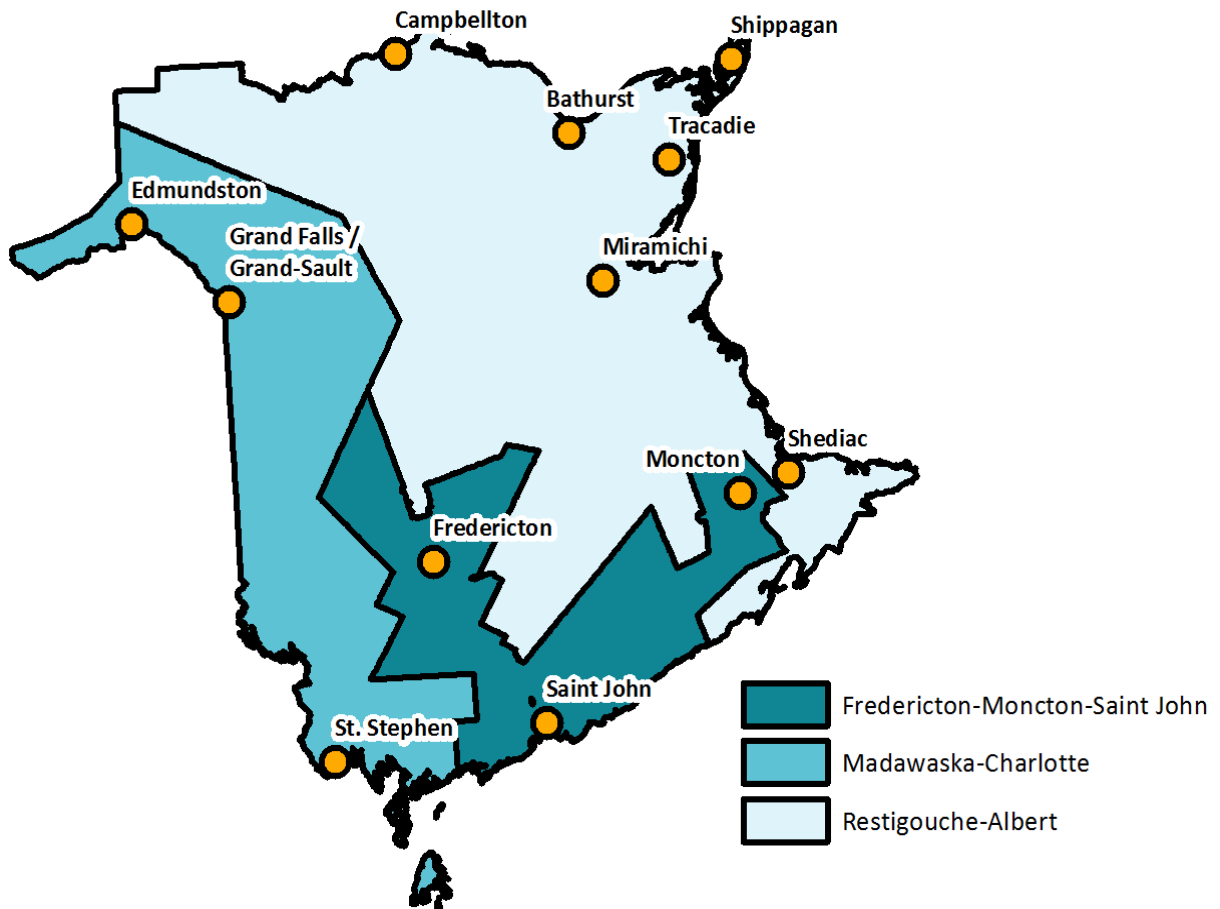 Campbellton
Shippagan
Bathurst
Tracadie
Edmundston
Grand Falls /
Grand-Sault
Miramichi
Shediac
Moncton
Fredericton
Saint John
St. Stephen
Fredericton-Moncton-Saint John
Madawaska-Charlotte
Restigouche-Albert